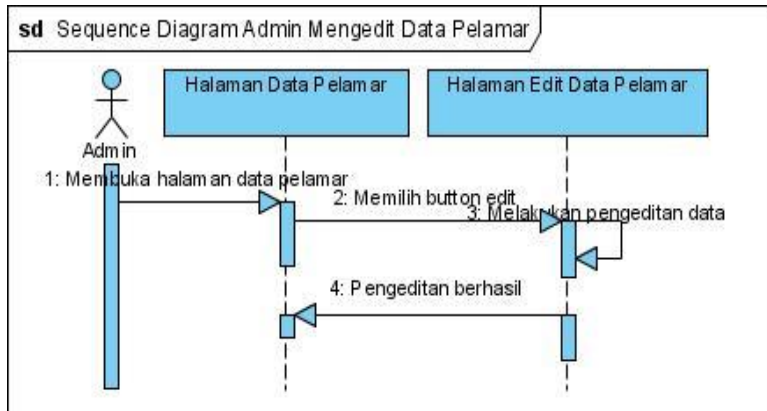 sd Sequence Diagram Admin Mengedit Data Pelamar
Halaman Data Pelamar
Halaman Edit Data Pelamar
Admin
1: Membuka halaman data pelamar
2: Memilih button edit
3: Melakukan pengeditan data
4: Pengeditan berhasil